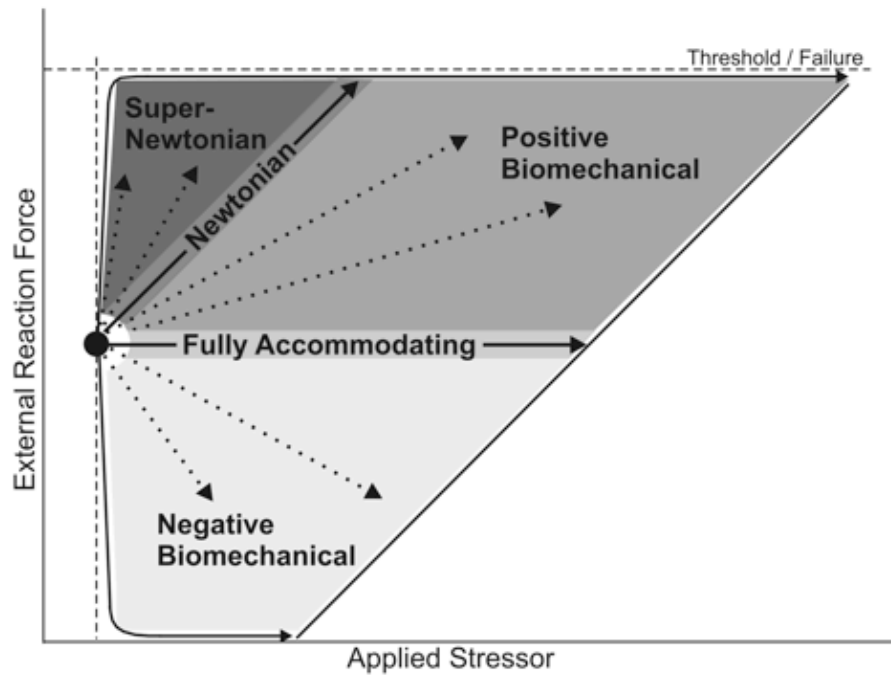 Threshold / Failure
Super-
Newtonian
Newtonian
Positive
Biomechanical
Fully Accommodating
Negative
Biomechanical
External Reaction Force
Applied Stressor